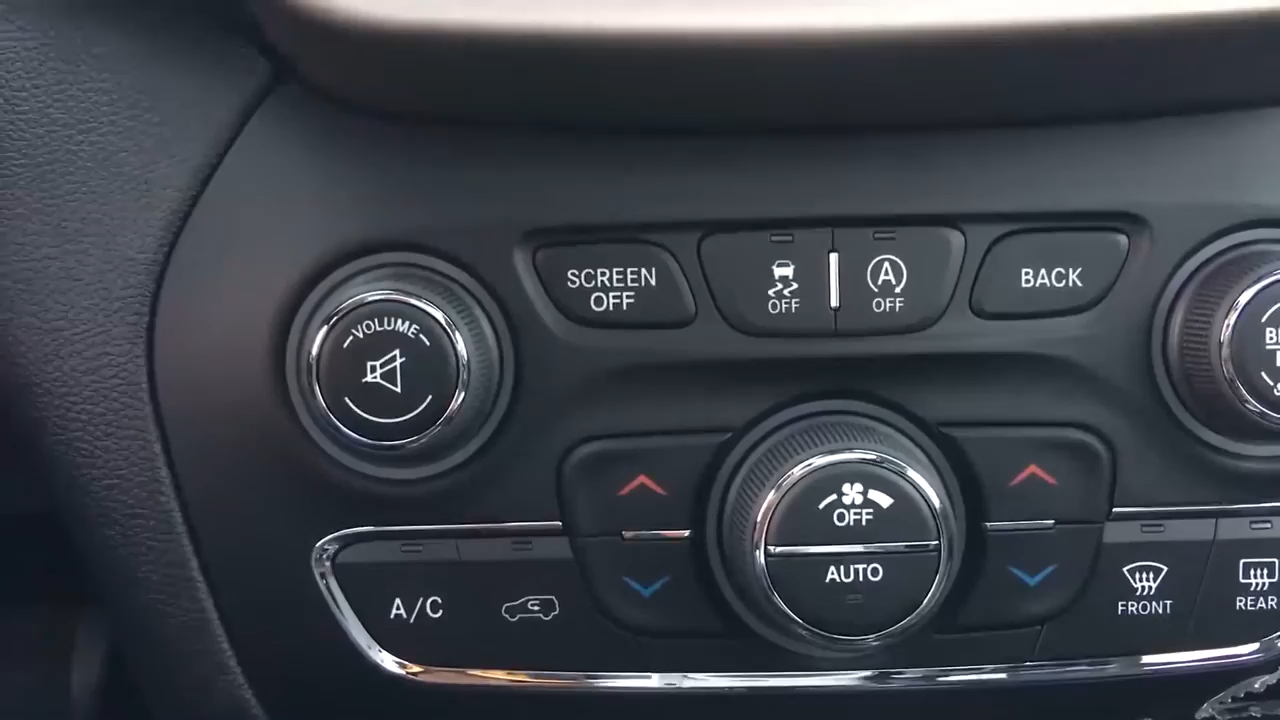 VOLUME
SCREEN
OFF
OFF
A
OFF
BACK
OFF
AUTO
A/C
FRONT
REAR